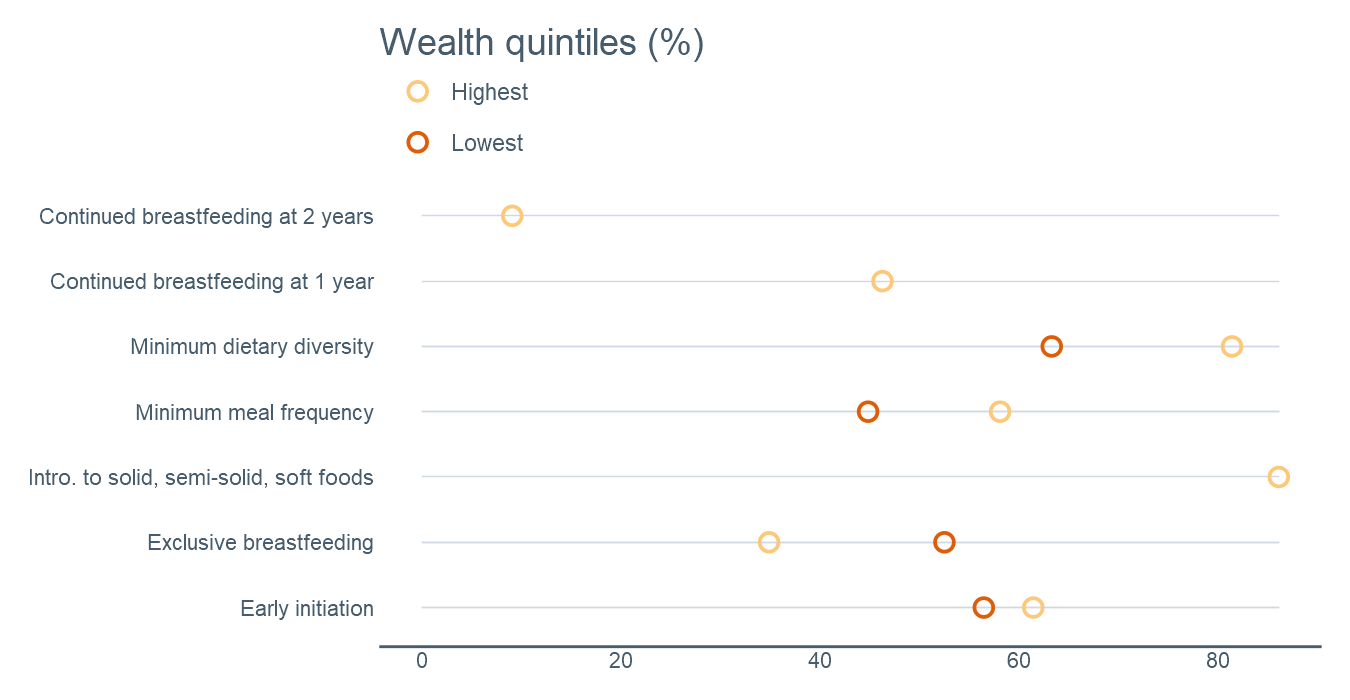 Wealth quintiles (%)
Highest
Lowest
Continued breastfeeding at 2 years
Continued breastfeeding at 1 year
Minimum dietary diversity
Minimum meal frequency
Intro. to solid, semi-solid, soft foods
Exclusive breastfeeding
Early initiation
0 20 40 60 80